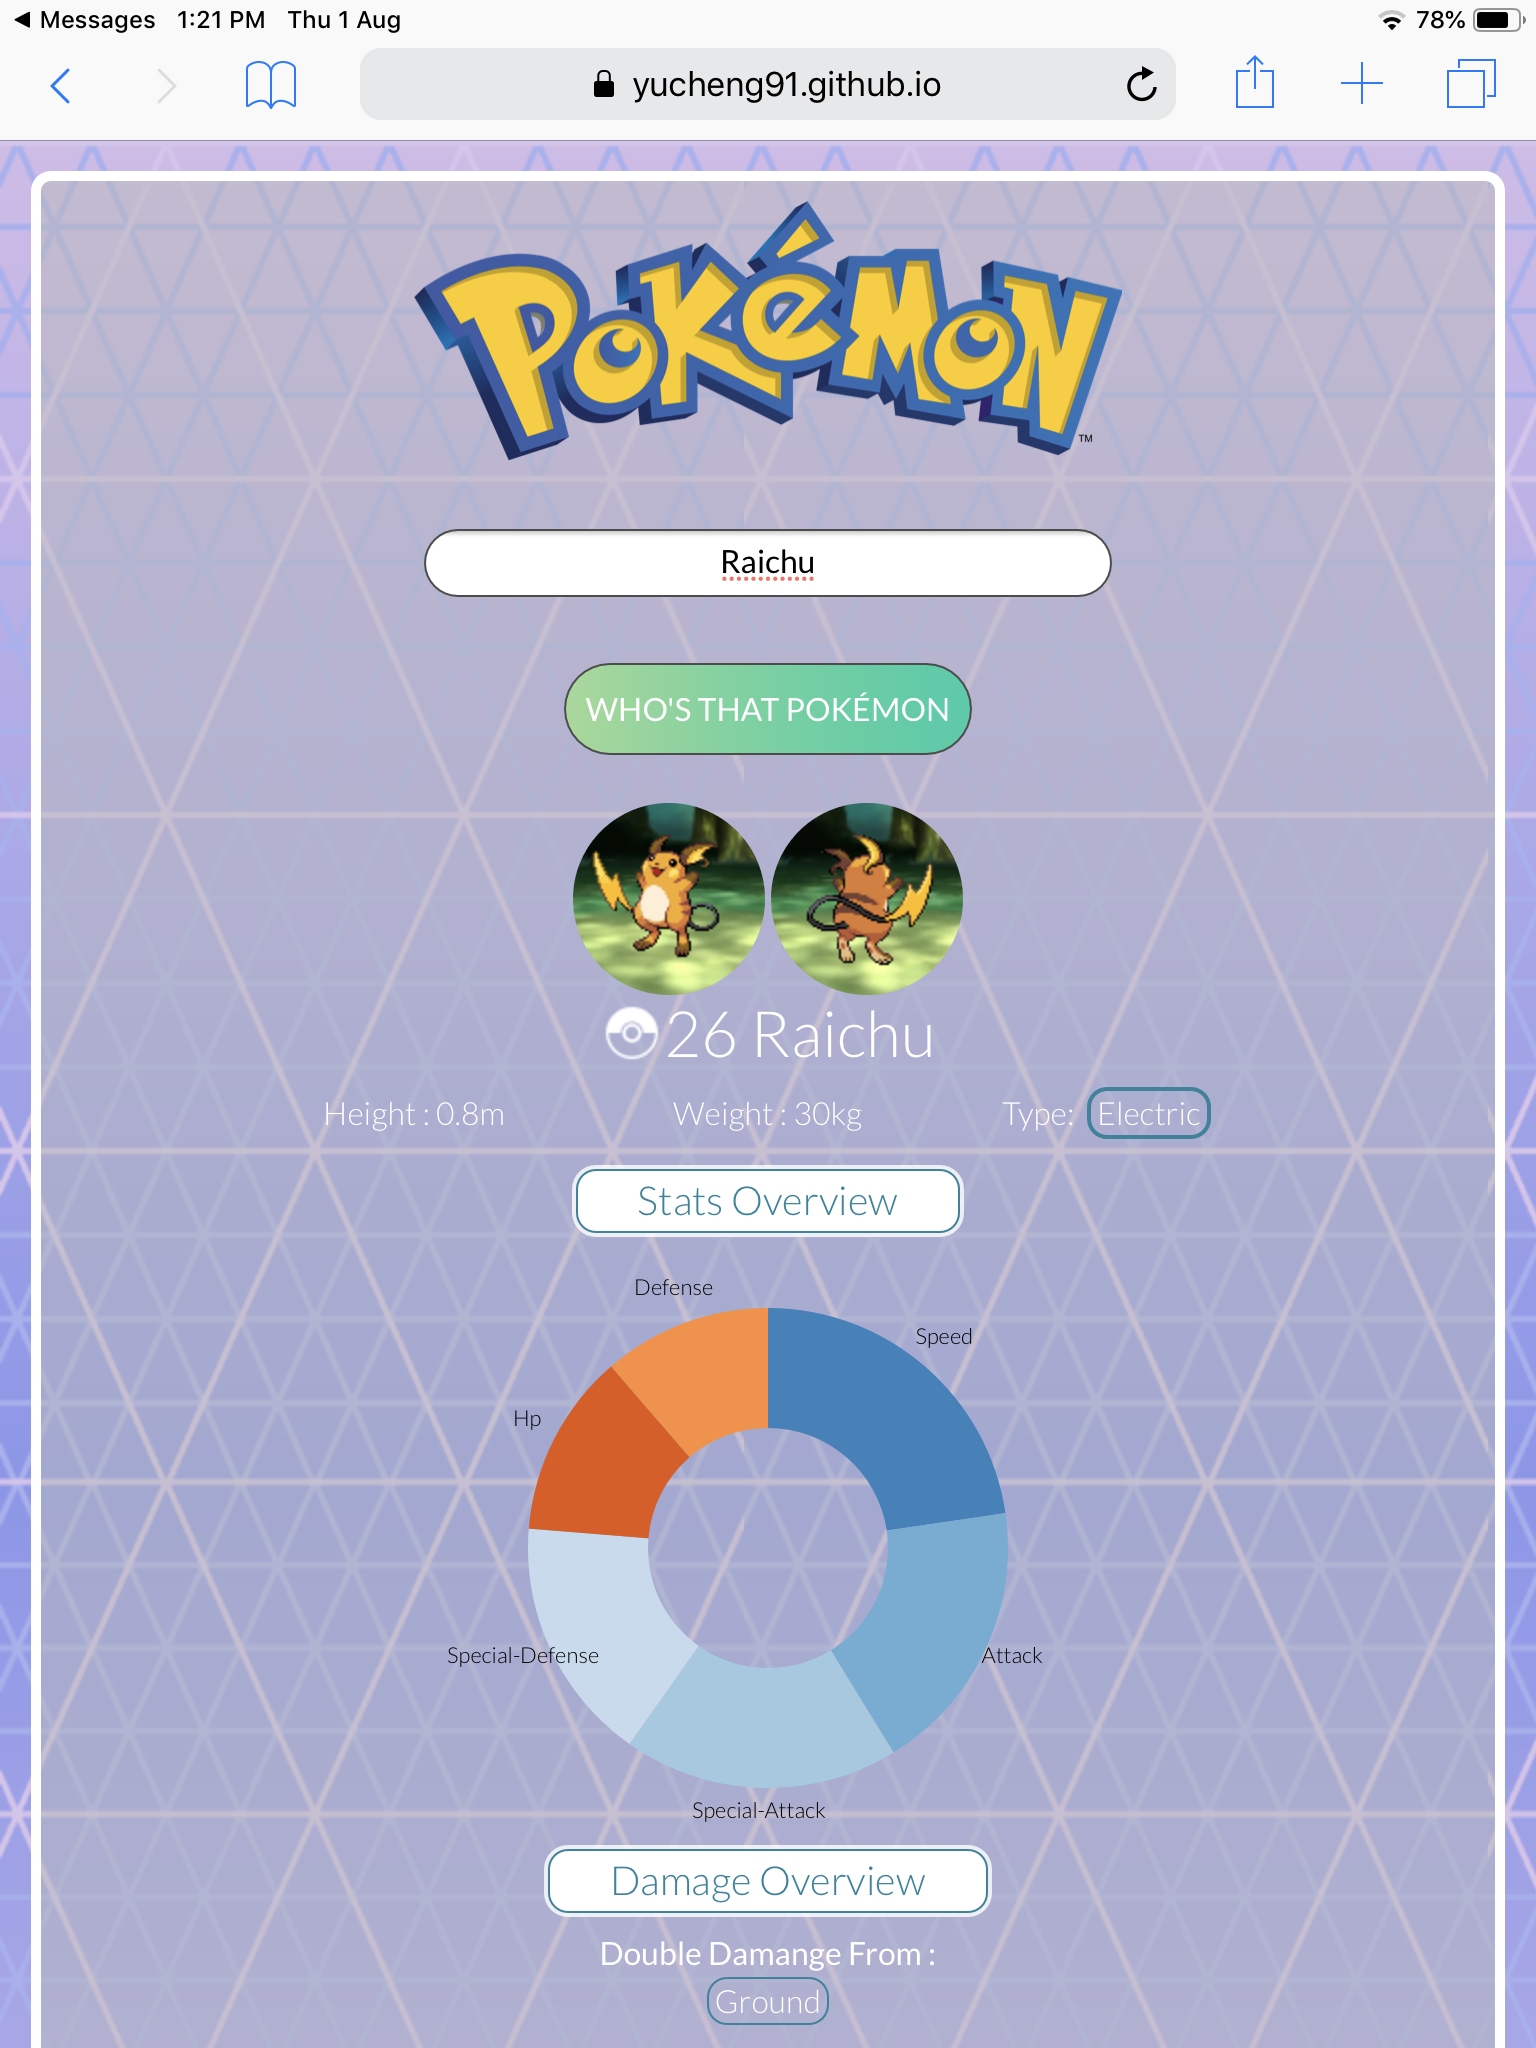 Messages 1:21 PM Thu 1 Aug 78%
yucheng91.github.io
POKéMON
TM
Raichu
WHO'S THAT POKÉMON
26 Raichu
Height : 0.8m Weight : 30kg Type: Electric
Stats Overview
Defense
Speed
Hp
Special-Defense
Attack
Special-Attack
Damage Overview
Double Damange From :
Ground